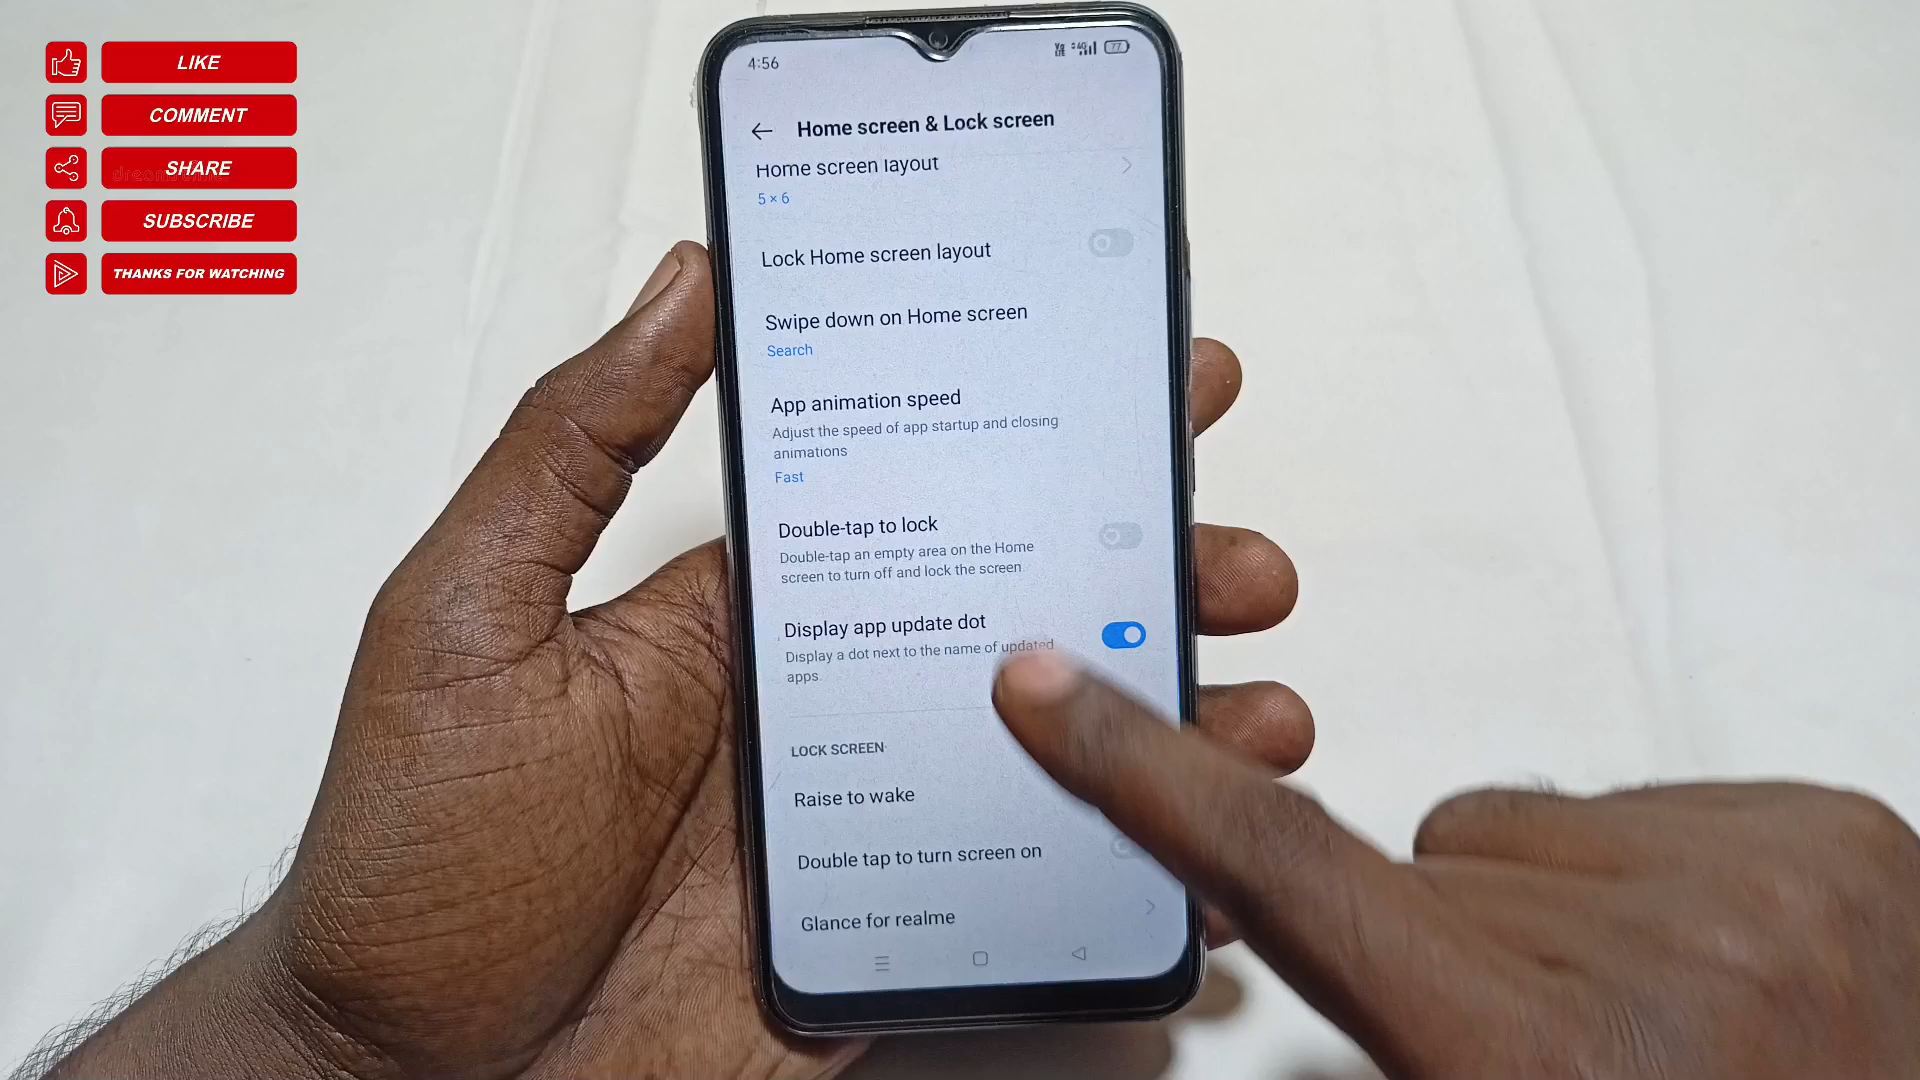 LIKE
COMMENT
SHARE
SUBSCRIBE
THANKS FOR WATCHING
4:56
77
Home screen & Lock screen
Home screen layout
5 × 6
Lock Home screen layout
Swipe down on Home screen
Search
App animation speed
Adjust the speed of app startup and closing
animations
Fast
Double-tap to lock
Double-tap an empty area on the Home
screen to turn off and lock the screen.
Display app update dot
Display a dot next to the name of updated
apps.
LOCK SCREEN
Raise to wake
Double tap to turn screen on
Glance for realme